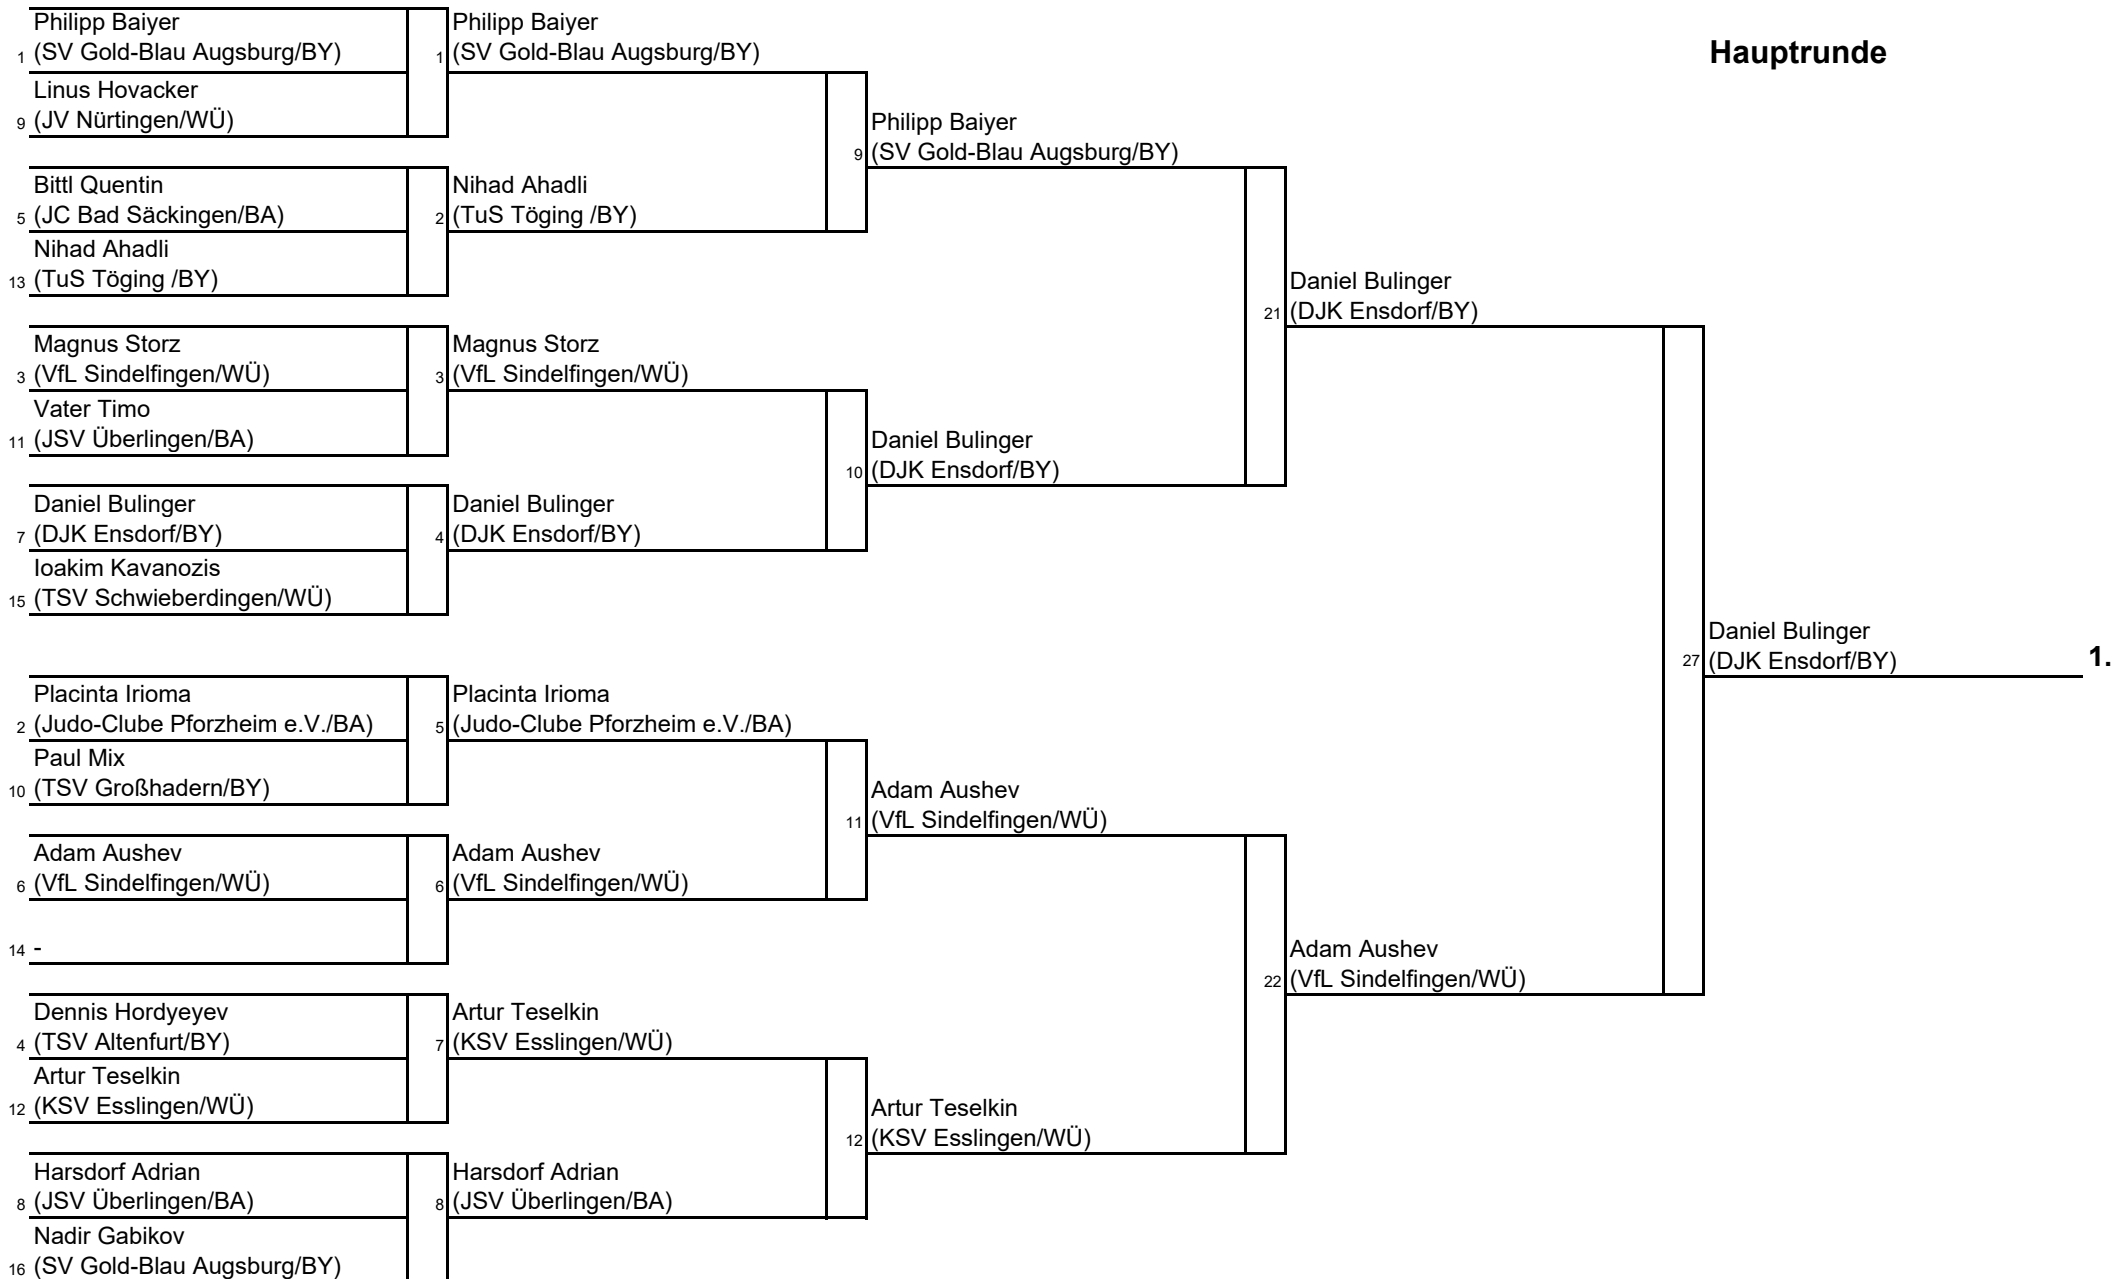 Hauptrunde
Philipp Baiyer
1 (SV Gold-Blau Augsburg/BY)
Linus Hovacker
9 (JV Nürtingen/WÜ)
Bittl Quentin
5 (JC Bad Säckingen/BA)
Nihad Ahadli
13 (TuS Töging /BY)
Magnus Storz
3 (VfL Sindelfingen/WÜ)
Vater Timo
11 (JSV Überlingen/BA)
Daniel Bulinger
7 (DJK Ensdorf/BY)
Ioakim Kavanozis
15 (TSV Schwieberdingen/WÜ)
Placinta Irioma
2 (Judo-Clube Pforzheim e.V./BA)
Paul Mix
10 (TSV Großhadern/BY)
Adam Aushev
6 (VfL Sindelfingen/WÜ)
14 -
Dennis Hordyeyev
4 (TSV Altenfurt/BY)
Artur Teselkin
12 (KSV Esslingen/WÜ)
Harsdorf Adrian
8 (JSV Überlingen/BA)
Nadir Gabikov
16 (SV Gold-Blau Augsburg/BY)
Philipp Baiyer
1 (SV Gold-Blau Augsburg/BY)
Nihad Ahadli
2 (TuS Töging /BY)
Magnus Storz
3 (VfL Sindelfingen/WÜ)
Daniel Bulinger
4 (DJK Ensdorf/BY)
Placinta Irioma
5 (Judo-Clube Pforzheim e.V./BA)
Adam Aushev
6 (VfL Sindelfingen/WÜ)
Artur Teselkin
7 (KSV Esslingen/WÜ)
Harsdorf Adrian
8 (JSV Überlingen/BA)
Philipp Baiyer
9 (SV Gold-Blau Augsburg/BY)
Daniel Bulinger
10 (DJK Ensdorf/BY)
Adam Aushev
11 (VfL Sindelfingen/WÜ)
Artur Teselkin
12 (KSV Esslingen/WÜ)
Daniel Bulinger
21 (DJK Ensdorf/BY)
Adam Aushev
22 (VfL Sindelfingen/WÜ)
Daniel Bulinger
27 (DJK Ensdorf/BY) 1.